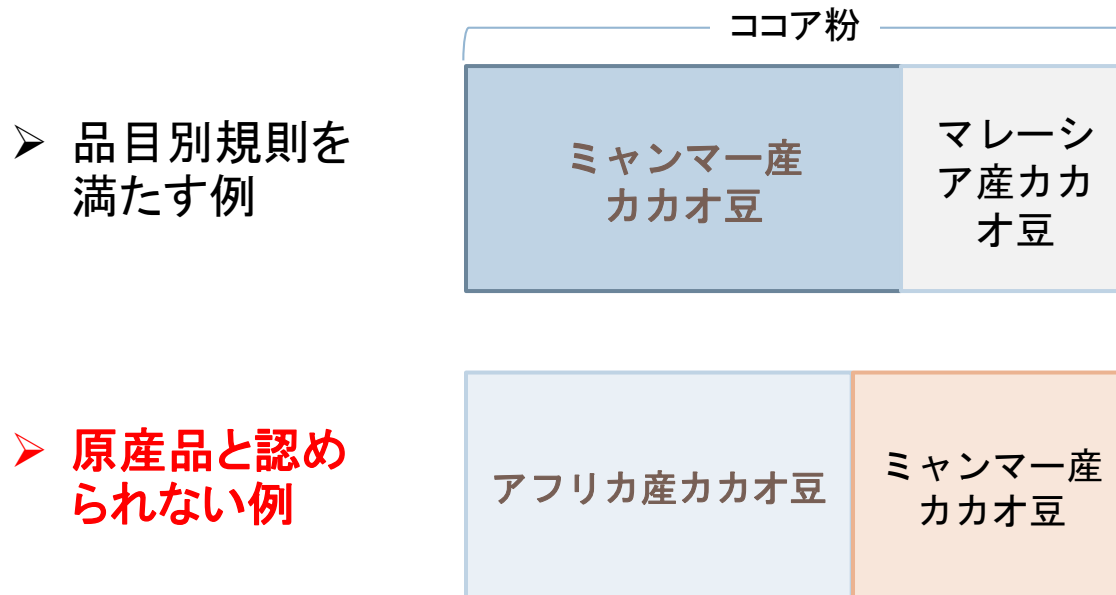 ココア粉
➢ 品目別規則を
満たす例
ミャンマー産
カカオ豆
マレーシ
ア産カカ
オ豆
➢ 原産品と認め
られない例
アフリカ産カカオ豆
ミャンマー産
カカオ豆